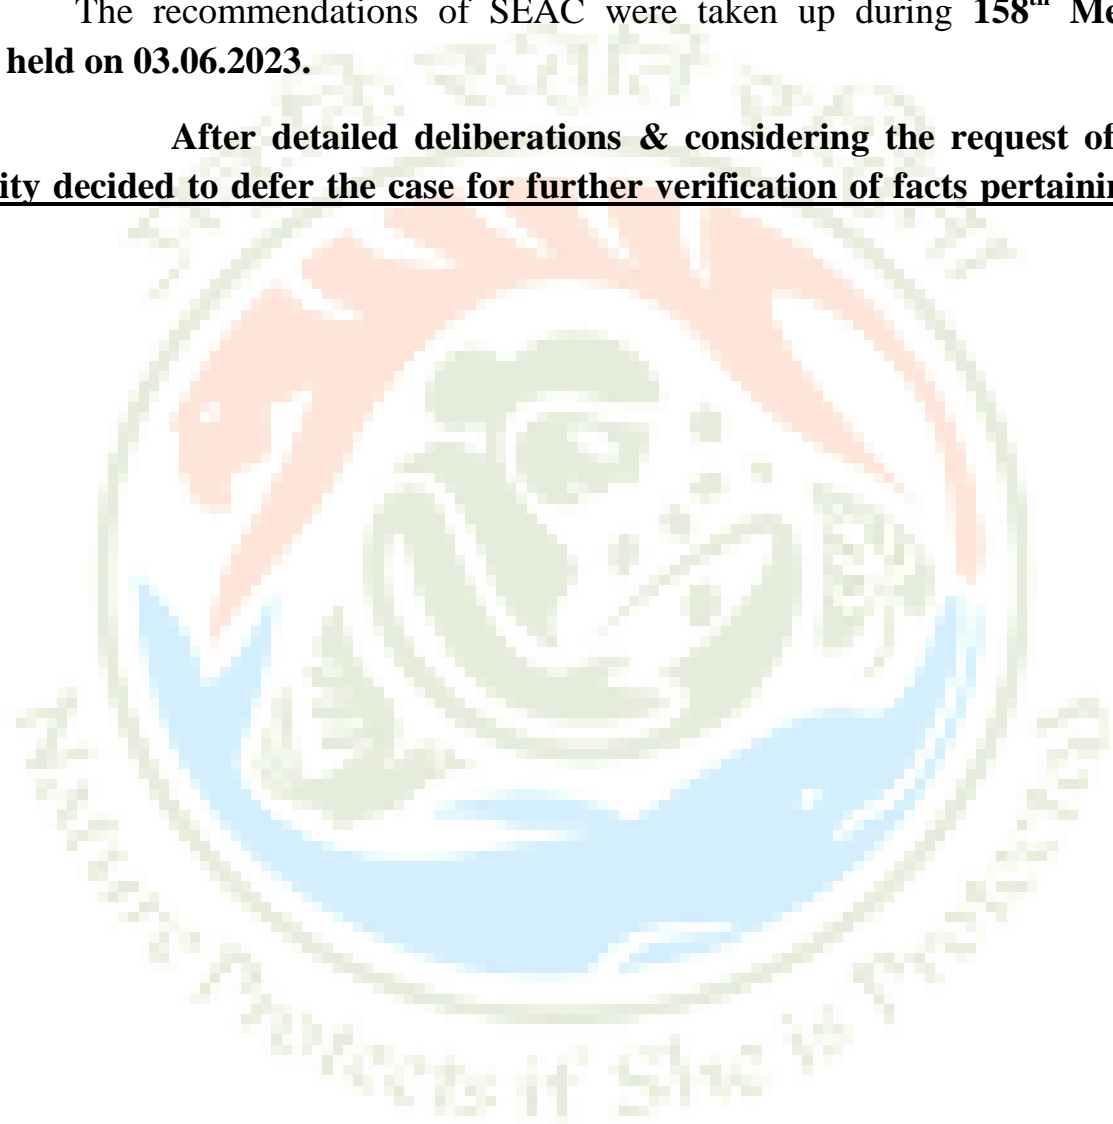 The recommendations of SEAC were taken up during 158th Me
held on 03.06.2023.
After detailed deliberations & considering the request of
ity decided to defer the case for further verification of facts pertainin
Nature Protects if She is Protected